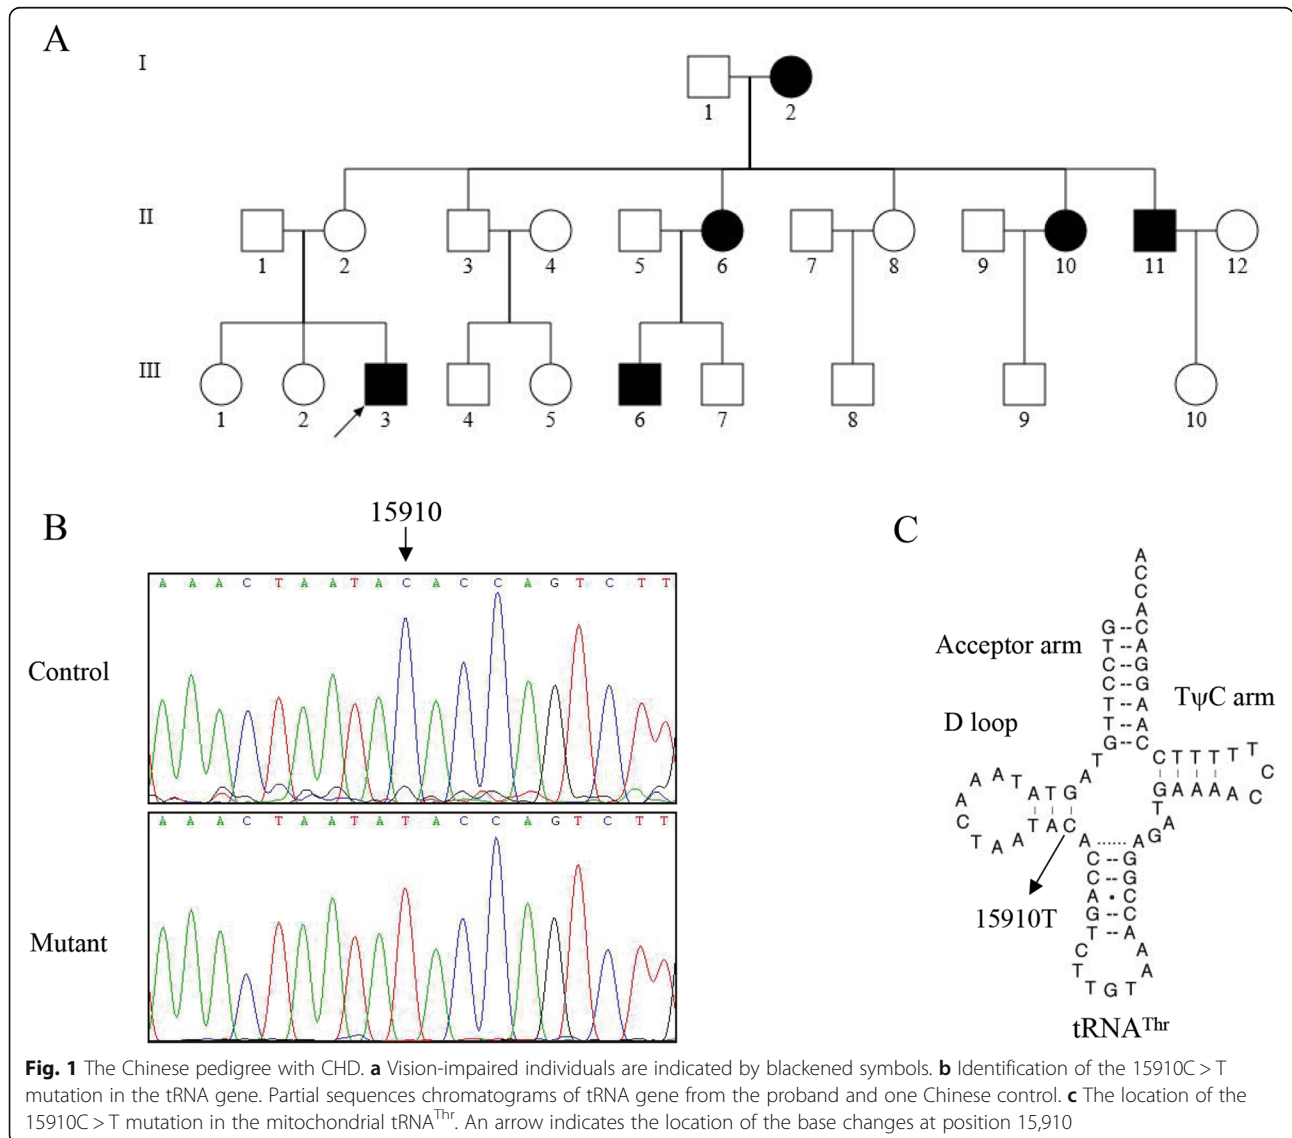 A
I
1 2
II
1 2 3 4 5 6 7 8 9 10 11 12
III
1 2 3 4 5 6 7 8 9 10
B
15910
A A A C T A A T A C A C C A G T C T T
Control
A A A C T A A T A T A C C A G T C T T
Mutant
C
A
C
C
A
G--C
T--A
C--G
C--G
T--A
T--A
G--C
Acceptor arm
TψC arm
D loop
T
A
C T T T T T
C
C
G A A A A A
T
A
G
A A T A T G
A
A
C
T A A T A C
A ...... A
C -- G
C -- G
A • C
G -- C
T -- A
C A
T A
T G T
15910T
tRNAᵀʰʳ
Fig. 1 The Chinese pedigree with CHD. a Vision-impaired individuals are indicated by blackened symbols. b Identification of the 15910C > T
mutation in the tRNA gene. Partial sequences chromatograms of tRNA gene from the proband and one Chinese control. c The location of the
15910C > T mutation in the mitochondrial tRNAᵀʰʳ. An arrow indicates the location of the base changes at position 15,910